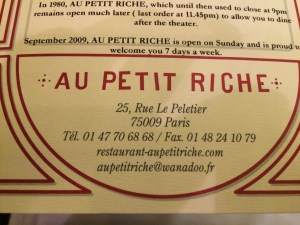 In 1980, AU PETIT RICHE, which until then used to close at 9pm
remains open much later ( last order at 11.45pm) to allow you to dine
after the theater.
September 2009, AU PETIT RICHE is open on Sunday and is proud to
welcome you 7 days a week.
AU PETIT RICHE
25, Rue Le Peletier
75009 Paris
Tél. 01 47 70 68 68 / Fax. 01 48 24 10 79
restaurant-aupetitriche.com
aupetitriche@wanadoo.fr